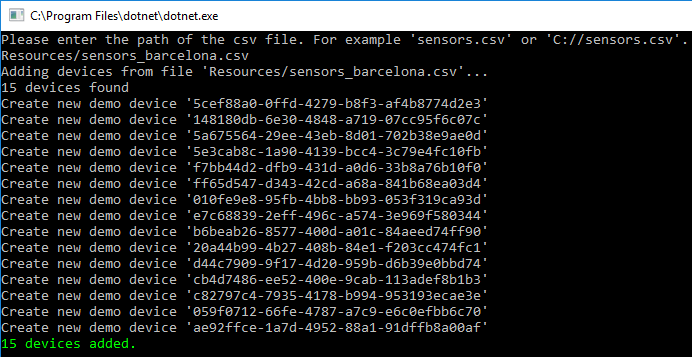 C:\Program Files\dotnet\dotnet.exe
Please enter the path of the csv file. For example 'sensors.csv' or 'C://sensors.csv'.
Resources/sensors_barcelona.csv
Adding devices from file 'Resources/sensors_barcelona.csv'...
15 devices found
Create new demo device '5cef88a0-0ffd-4279-b8f3-af4b8774d2e3'
Create new demo device '148180db-6e30-4848-a719-07cc95f6c07c'
Create new demo device '5a675564-29ee-43eb-8d01-702b38e9ae0d'
Create new demo device '5e3cab8c-1a90-4139-bcc4-3c79e4fc10fb'
Create new demo device 'f7bb44d2-dfb9-431d-a0d6-33b8a76b10f0'
Create new demo device 'ff65d547-d343-42cd-a68a-841b68ea03d4'
Create new demo device '010fe9e8-95fb-4bb8-bb93-053f319ca93d'
Create new demo device 'e7c68839-2eff-496c-a574-3e969f580344'
Create new demo device 'b6beab26-8577-400d-a01c-84aeed74ff90'
Create new demo device '20a44b99-4b27-408b-84e1-f203cc474fc1'
Create new demo device 'd44c7909-9f17-4d20-959b-d6b39e0bbd74'
Create new demo device 'cb4d7486-ee52-400e-9cab-113adef8b1b3'
Create new demo device 'c82797c4-7935-4178-b994-953193ecae3e'
Create new demo device '059f0712-66fe-4787-a7c9-e6c0efbb6c70'
Create new demo device 'ae92ffce-1a7d-4952-88a1-91dffb8a00af'
15 devices added.